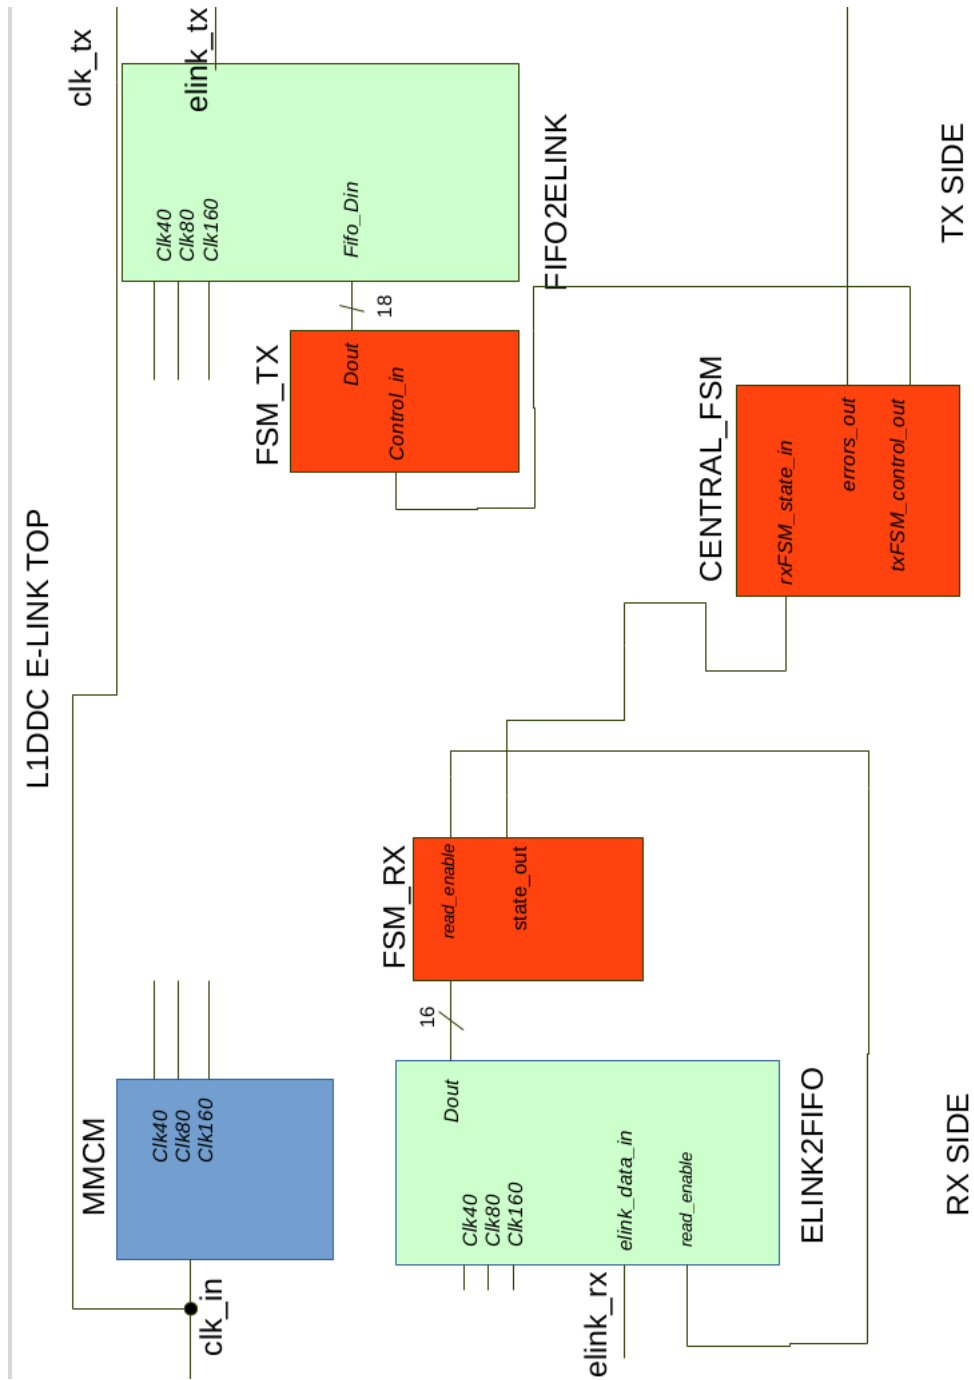 L1DDC E-LINK TOP
clk_in
MMCM
Clk40
Clk80
Clk160
clk_tx
elink_tx
Clk40
Clk80
Clk160
Fifo_Din
FIFO2ELINK
18
FSM_TX
Dout
Control_in
FSM_RX
read_enable
state_out
16
Dout
Clk40
Clk80
Clk160
elink_data_in
read_enable
elink_rx
ELINK2FIFO
CENTRAL_FSM
rxFSM_state_in
errors_out
txFSM_control_out
RX SIDE
TX SIDE